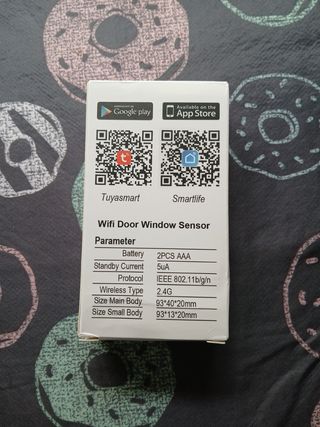 ANDROID APP ON
Google play
Available on the
App Store
Tuyasmart
Smartlife
Wifi Door Window Sensor
Parameter
Battery 2PCS AAA
Standby Current 5uA
Protocol IEEE 802.11b/g/n
Wireless Type 2.4G
Size Main Body 93*40*20mm
Size Small Body 93*13*20mm